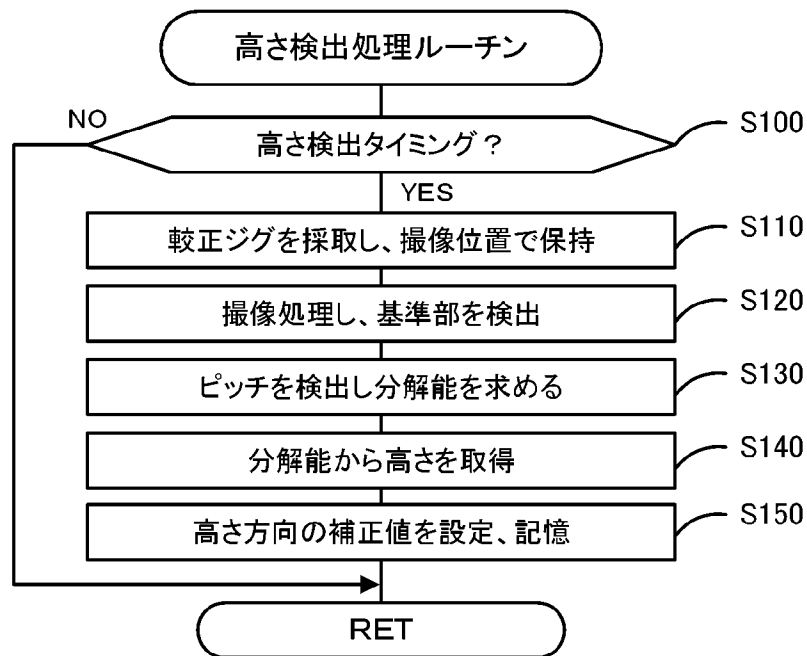 高さ検出処理ルーチン
NO
高さ検出タイミング？
S100
YES
較正ジグを採取し、撮像位置で保持
S110
撮像処理し、基準部を検出
S120
ピッチを検出し分解能を求める
S130
分解能から高さを取得
S140
高さ方向の補正値を設定、記憶
S150
RET